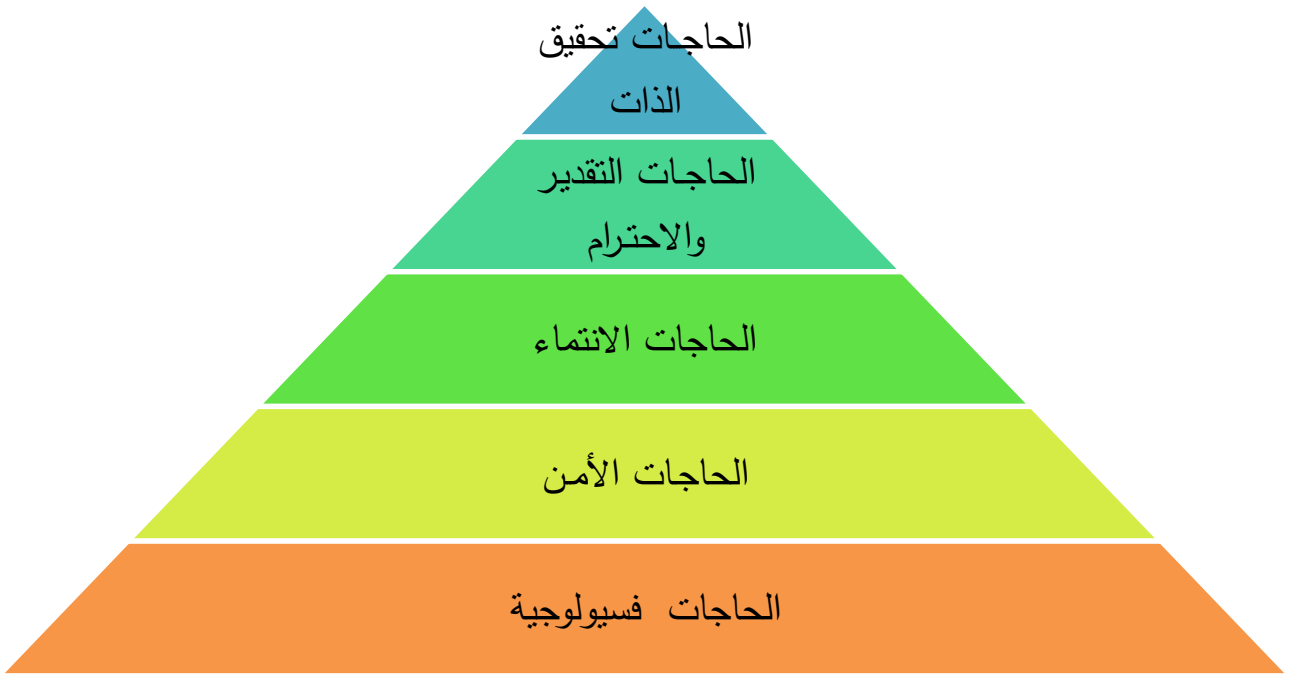 الحاجات تحقيق
الذات
الحاجات التقدير
والاحترام
الحاجات الانتماء
الحاجات الأمن
الحاجات فسيولوجية